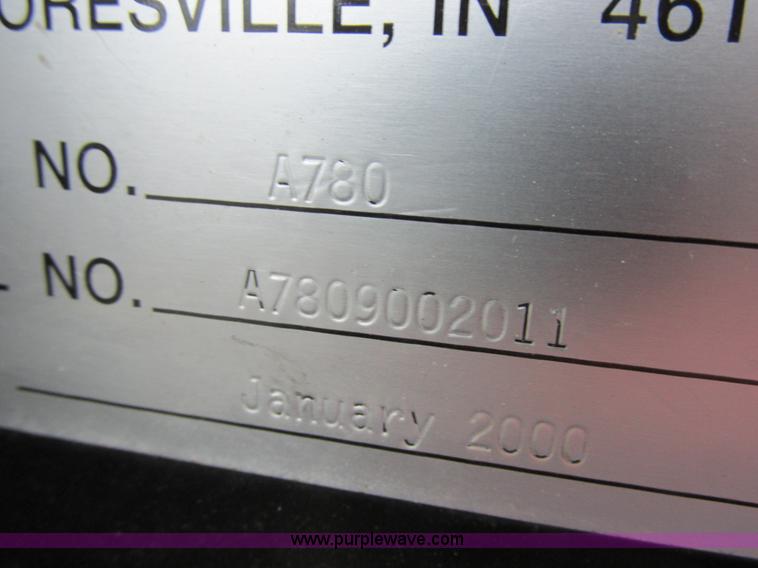 ORESVILLE, IN 461
NO. A780
NO. A7809002011
January 2000
www.purplewave.com